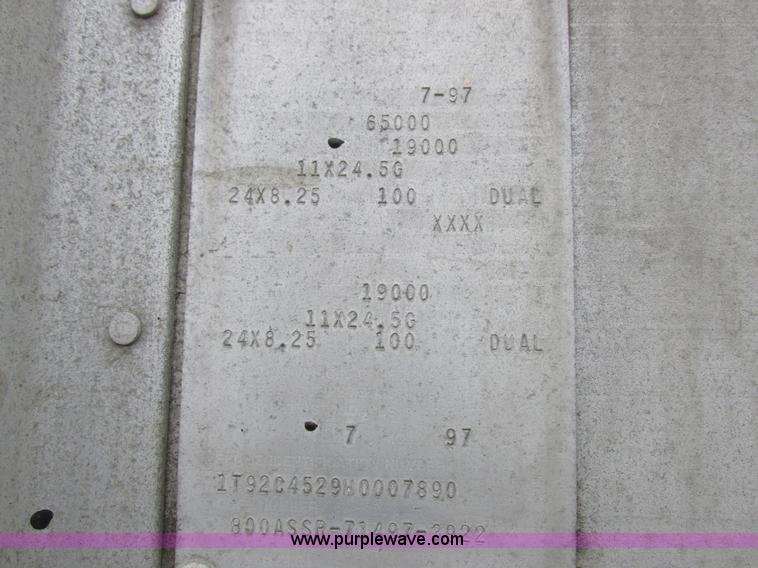 7-97
65000
19000
11X24.5G
24X8.25 100 DUAL
XXXX
19000
11X24.5G
24X8.25 100 DUAL
7 97
1T92C4529W0007890
www.purplewave.com